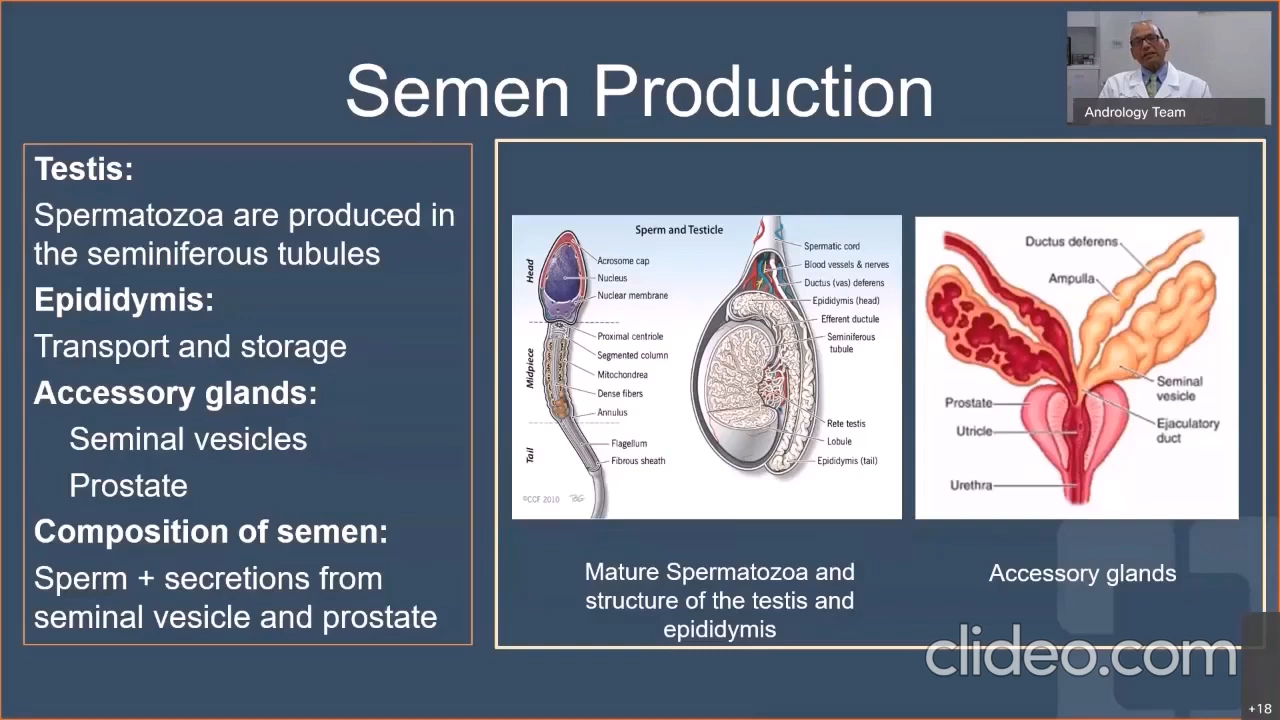 Semen Production
Andrology Team
Testis:
Spermatozoa are produced in
the seminiferous tubules
Epididymis:
Transport and storage
Accessory glands:
Seminal vesicles
Prostate
Composition of semen:
Sperm + secretions from
seminal vesicle and prostate
Sperm and Testicle
Head
Acrosome cap
Nucleus
Nuclear membrane
Midpiece
Proximal centriole
Segmented column
Mitochondrea
Dense fibers
Annulus
Tail
Flagellum
Fibrous sheath
©CCF 2010
Spermatic cord
Blood vessels & nerves
Ductus (vas) deferens
Epididymis (head)
Efferent ductule
Seminiferous
tubule
Rete testis
Lobule
Epididymis (tail)
Ductus deferens
Ampulla
Seminal
vesicle
Prostate
Utricle
Ejaculatory
duct
Urethra
Mature Spermatozoa and
structure of the testis and
epididymis
Accessory glands
clideo.com
+18